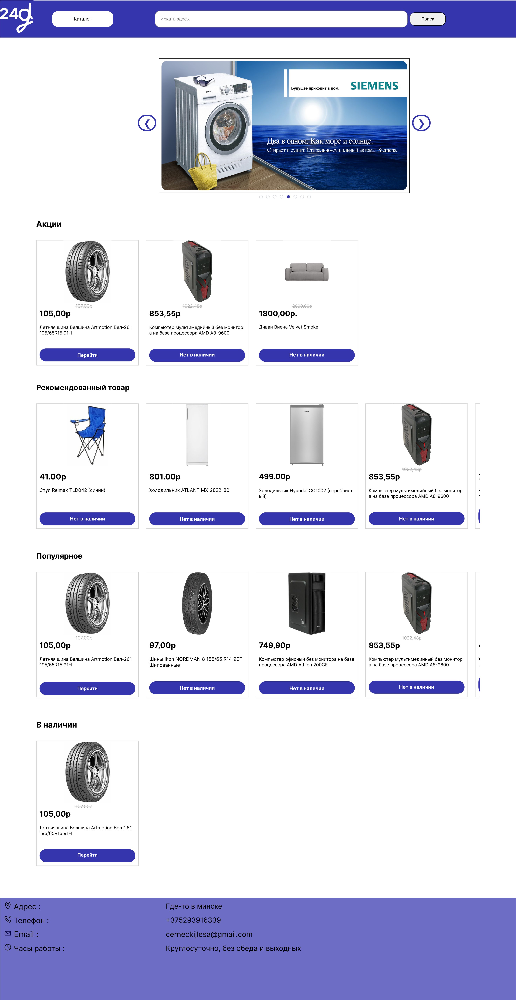 24d
Каталог
Искать здесь...
Поиск
SIEMENS
Будущее приходит в дом.
SIEMENS
❮
❯
Два в одном. Как море и солнце.
Стирает и сушит. Стирально-сушильный автомат Siemens.
Акции
107,00р
105,00р
Летняя шина Белшина Artmotion Бел-261
195/65R15 91H
Перейти
1022,48р
853,55р
Компьютер мультимедийный без монитор
а на базе процессора AMD A8-9600
Нет в наличии
2000,00р
1800,00р.
Диван Виена Velvet Smoke
Нет в наличии
Рекомендованный товар
41.00р
Стул Relmax TLD042 (синий)
Нет в наличии
801.00р
Холодильник ATLANT МХ-2822-80
Нет в наличии
499.00р
Холодильник Hyundai CO1002 (серебрист
ый)
Нет в наличии
1022,48р
853,55р
Компьютер мультимедийный без монитор
а на базе процессора AMD A8-9600
Нет в наличии
Популярное
107,00р
105,00р
Летняя шина Белшина Artmotion Бел-261
195/65R15 91H
Перейти
97,00р
Шины Ikon NORDMAN 8 185/65 R14 90T
Шипованные
Нет в наличии
749,90р
Компьютер офисный без монитора на базе
процессора AMD Athlon 200GE
Нет в наличии
1022,48р
853,55р
Компьютер мультимедийный без монитор
а на базе процессора AMD A8-9600
Нет в наличии
В наличии
107,00р
105,00р
Летняя шина Белшина Artmotion Бел-261
195/65R15 91H
Перейти
Адрес :
Где-то в минске
Телефон :
+375293916339
Email :
cerneckijlesa@gmail.com
Часы работы :
Круглосуточно, без обеда и выходных